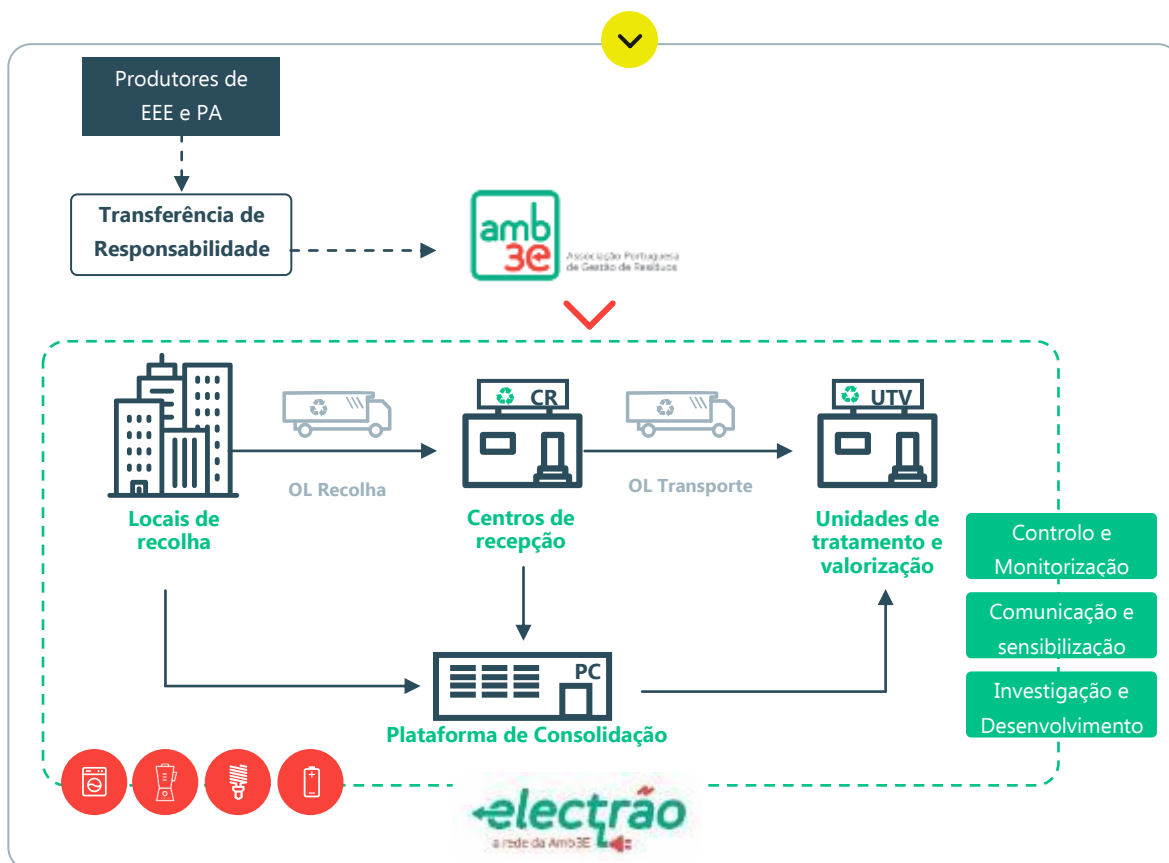 Produtores de
EEE e PA
Transferência de
Responsabilidade
amb
3e
Associação Portuguesa
de Gestão de Resíduos
CR
UTV
OL Recolha
OL Transporte
Locais de
recolha
Centros de
recepção
Unidades de
tratamento e
valorização
Controlo e
Monitorização
Comunicação e
sensibilização
Investigação e
Desenvolvimento
PC
Plataforma de Consolidação
electrão
a rede da Amb3E